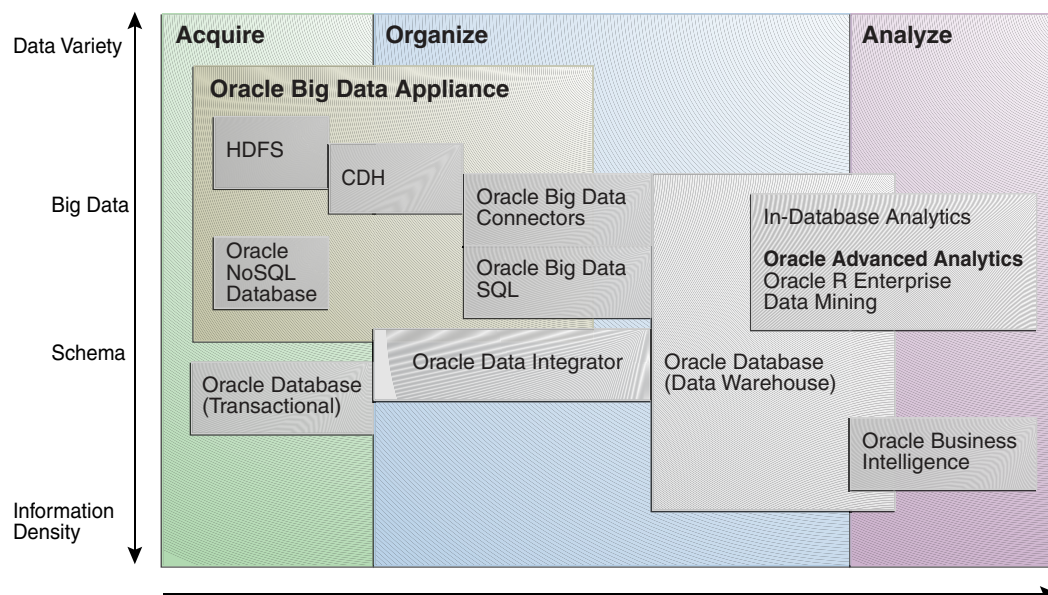 Data Variety
Acquire
Organize
Analyze
Oracle Big Data Appliance
HDFS
CDH
Big Data
Oracle Big Data
Connectors
In-Database Analytics
Oracle
NoSQL
Database
Oracle Big Data
SQL
Oracle Advanced Analytics
Oracle R Enterprise
Data Mining
Schema
Oracle Database
(Transactional)
Oracle Data Integrator
Oracle Database
(Data Warehouse)
Oracle Business
Intelligence
Information
Density